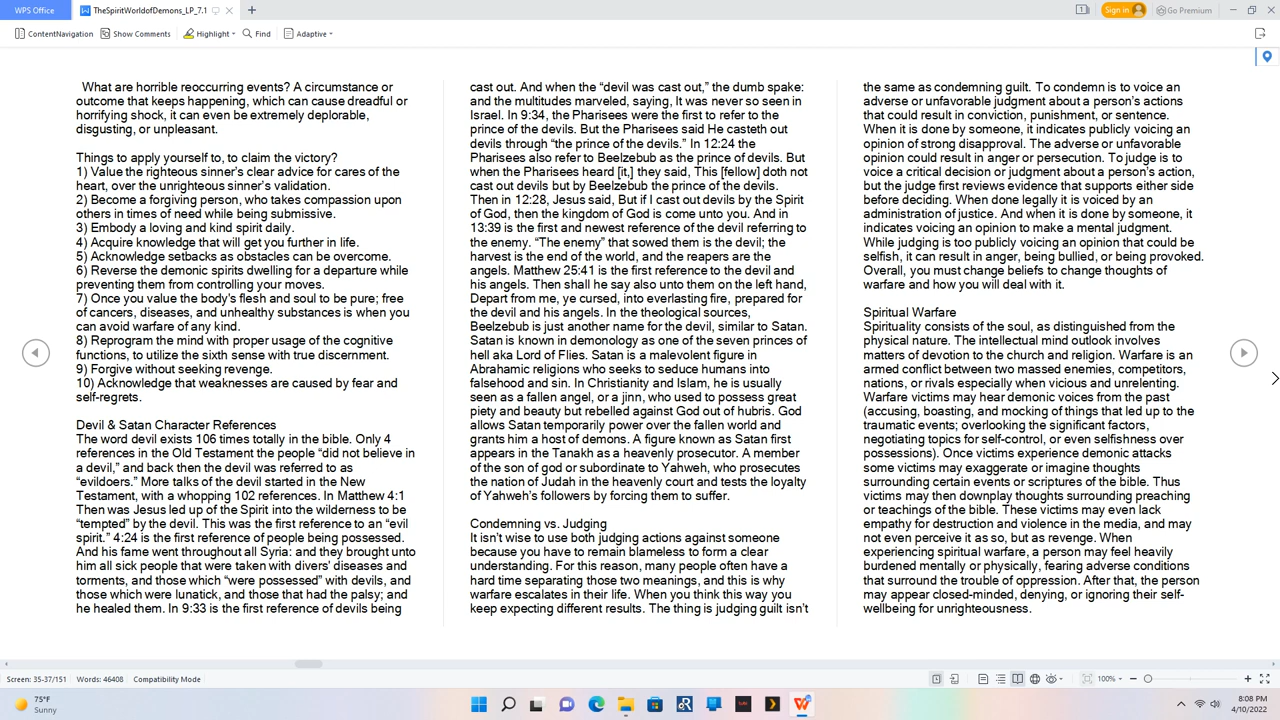 WPS Office
TheSpiritWorldofDemons_LP_7.1
Sign in
Go Premium
ContentNavigation
Show Comments
Highlight
Find
Adaptive
What are horrible reoccurring events? A circumstance or
outcome that keeps happening, which can cause dreadful or
horrifying shock, it can even be extremely deplorable,
disgusting, or unpleasant.
Things to apply yourself to, to claim the victory?
1) Value the righteous sinner's clear advice for cares of the
heart, over the unrighteous sinner's validation.
2) Become a forgiving person, who takes compassion upon
others in times of need while being submissive.
3) Embody a loving and kind spirit daily.
4) Acquire knowledge that will get you further in life.
5) Acknowledge setbacks as obstacles can be overcome.
6) Reverse the demonic spirits dwelling for a departure while
preventing them from controlling your moves.
7) Once you value the body's flesh and soul to be pure; free
of cancers, diseases, and unhealthy substances is when you
can avoid warfare of any kind.
8) Reprogram the mind with proper usage of the cognitive
functions, to utilize the sixth sense with true discernment.
9) Forgive without seeking revenge.
10) Acknowledge that weaknesses are caused by fear and
self-regrets.
Devil & Satan Character References
The word devil exists 106 times totally in the bible. Only 4
references in the Old Testament the people “did not believe in
a devil,” and back then the devil was referred to as
“evildoers.” More talks of the devil started in the New
Testament, with a whopping 102 references. In Matthew 4:1
Then was Jesus led up of the Spirit into the wilderness to be
“tempted” by the devil. This was the first reference to an “evil
spirit.” 4:24 is the first reference of people being possessed.
And his fame went throughout all Syria: and they brought unto
him all sick people that were taken with divers' diseases and
torments, and those which “were possessed” with devils, and
those which were lunatick, and those that had the palsy; and
he healed them. In 9:33 is the first reference of devils being
cast out. And when the “devil was cast out,” the dumb spake:
and the multitudes marveled, saying, It was never so seen in
Israel. In 9:34, the Pharisees were the first to refer to the
prince of the devils. But the Pharisees said He casteth out
devils through “the prince of the devils.” In 12:24 the
Pharisees also refer to Beelzebub as the prince of devils. But
when the Pharisees heard [it,] they said, This [fellow] doth not
cast out devils but by Beelzebub the prince of the devils.
Then in 12:28, Jesus said, But if I cast out devils by the Spirit
of God, then the kingdom of God is come unto you. And in
13:39 is the first and newest reference of the devil referring to
the enemy. “The enemy” that sowed them is the devil; the
harvest is the end of the world, and the reapers are the
angels. Matthew 25:41 is the first reference to the devil and
his angels. Then shall he say also unto them on the left hand,
Depart from me, ye cursed, into everlasting fire, prepared for
the devil and his angels. In the theological sources,
Beelzebub is just another name for the devil, similar to Satan.
Satan is known in demonology as one of the seven princes of
hell aka Lord of Flies. Satan is a malevolent figure in
Abrahamic religions who seeks to seduce humans into
falsehood and sin. In Christianity and Islam, he is usually
seen as a fallen angel, or a jinn, who used to possess great
piety and beauty but rebelled against God out of hubris. God
allows Satan temporarily power over the fallen world and
grants him a host of demons. A figure known as Satan first
appears in the Tanakh as a heavenly prosecutor. A member
of the son of god or subordinate to Yahweh, who prosecutes
the nation of Judah in the heavenly court and tests the loyalty
of Yahweh's followers by forcing them to suffer.
Condemning vs. Judging
It isn't wise to use both judging actions against someone
because you have to remain blameless to form a clear
understanding. For this reason, many people often have a
hard time separating those two meanings, and this is why
warfare escalates in their life. When you think this way you
keep expecting different results. The thing is judging guilt isn't
the same as condemning guilt. To condemn is to voice an
adverse or unfavorable judgment about a person's actions
that could result in conviction, punishment, or sentence.
When it is done by someone, it indicates publicly voicing an
opinion of strong disapproval. The adverse or unfavorable
opinion could result in anger or persecution. To judge is to
voice a critical decision or judgment about a person's action,
but the judge first reviews evidence that supports either side
before deciding. When done legally it is voiced by an
administration of justice. And when it is done by someone, it
indicates voicing an opinion to make a mental judgment.
While judging is too publicly voicing an opinion that could be
selfish, it can result in anger, being bullied, or being provoked.
Overall, you must change beliefs to change thoughts of
warfare and how you will deal with it.
Spiritual Warfare
Spirituality consists of the soul, as distinguished from the
physical nature. The intellectual mind outlook involves
matters of devotion to the church and religion. Warfare is an
armed conflict between two massed enemies, competitors,
nations, or rivals especially when vicious and unrelenting.
Warfare victims may hear demonic voices from the past
(accusing, boasting, and mocking of things that led up to the
traumatic events; overlooking the significant factors,
negotiating topics for self-control, or even selfishness over
possessions). Once victims experience demonic attacks
some victims may exaggerate or imagine thoughts
surrounding certain events or scriptures of the bible. Thus
victims may then downplay thoughts surrounding preaching
or teachings of the bible. These victims may even lack
empathy for destruction and violence in the media, and may
not even perceive it as so, but as revenge. When
experiencing spiritual warfare, a person may feel heavily
burdened mentally or physically, fearing adverse conditions
that surround the trouble of oppression. After that, the person
may appear closed-minded, denying, or ignoring their self-
wellbeing for unrighteousness.
Screen: 35-37/151
Words: 46408
Compatibility Mode
100%
75°F
Sunny
8:08 PM
4/10/2022